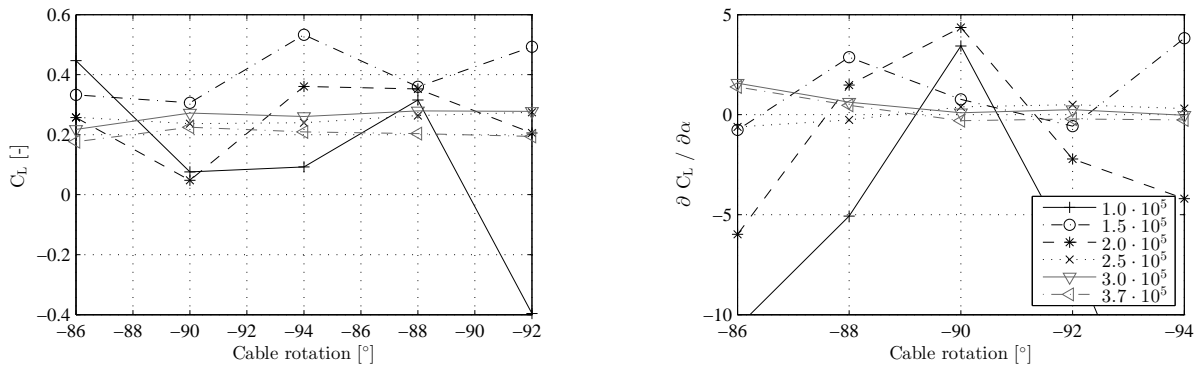 0.6
0.4
0.2
0
−0.2
−0.4
C_L [-]
−86 −90 −92 −94 −86 −88 −90 −92
Cable rotation [°]
5
0
−5
−10
∂ C_L / ∂α
1.0 · 10^5
1.5 · 10^5
2.0 · 10^5
2.5 · 10^5
3.0 · 10^5
3.7 · 10^5
−86 −88 −90 −92 −94
Cable rotation [°]